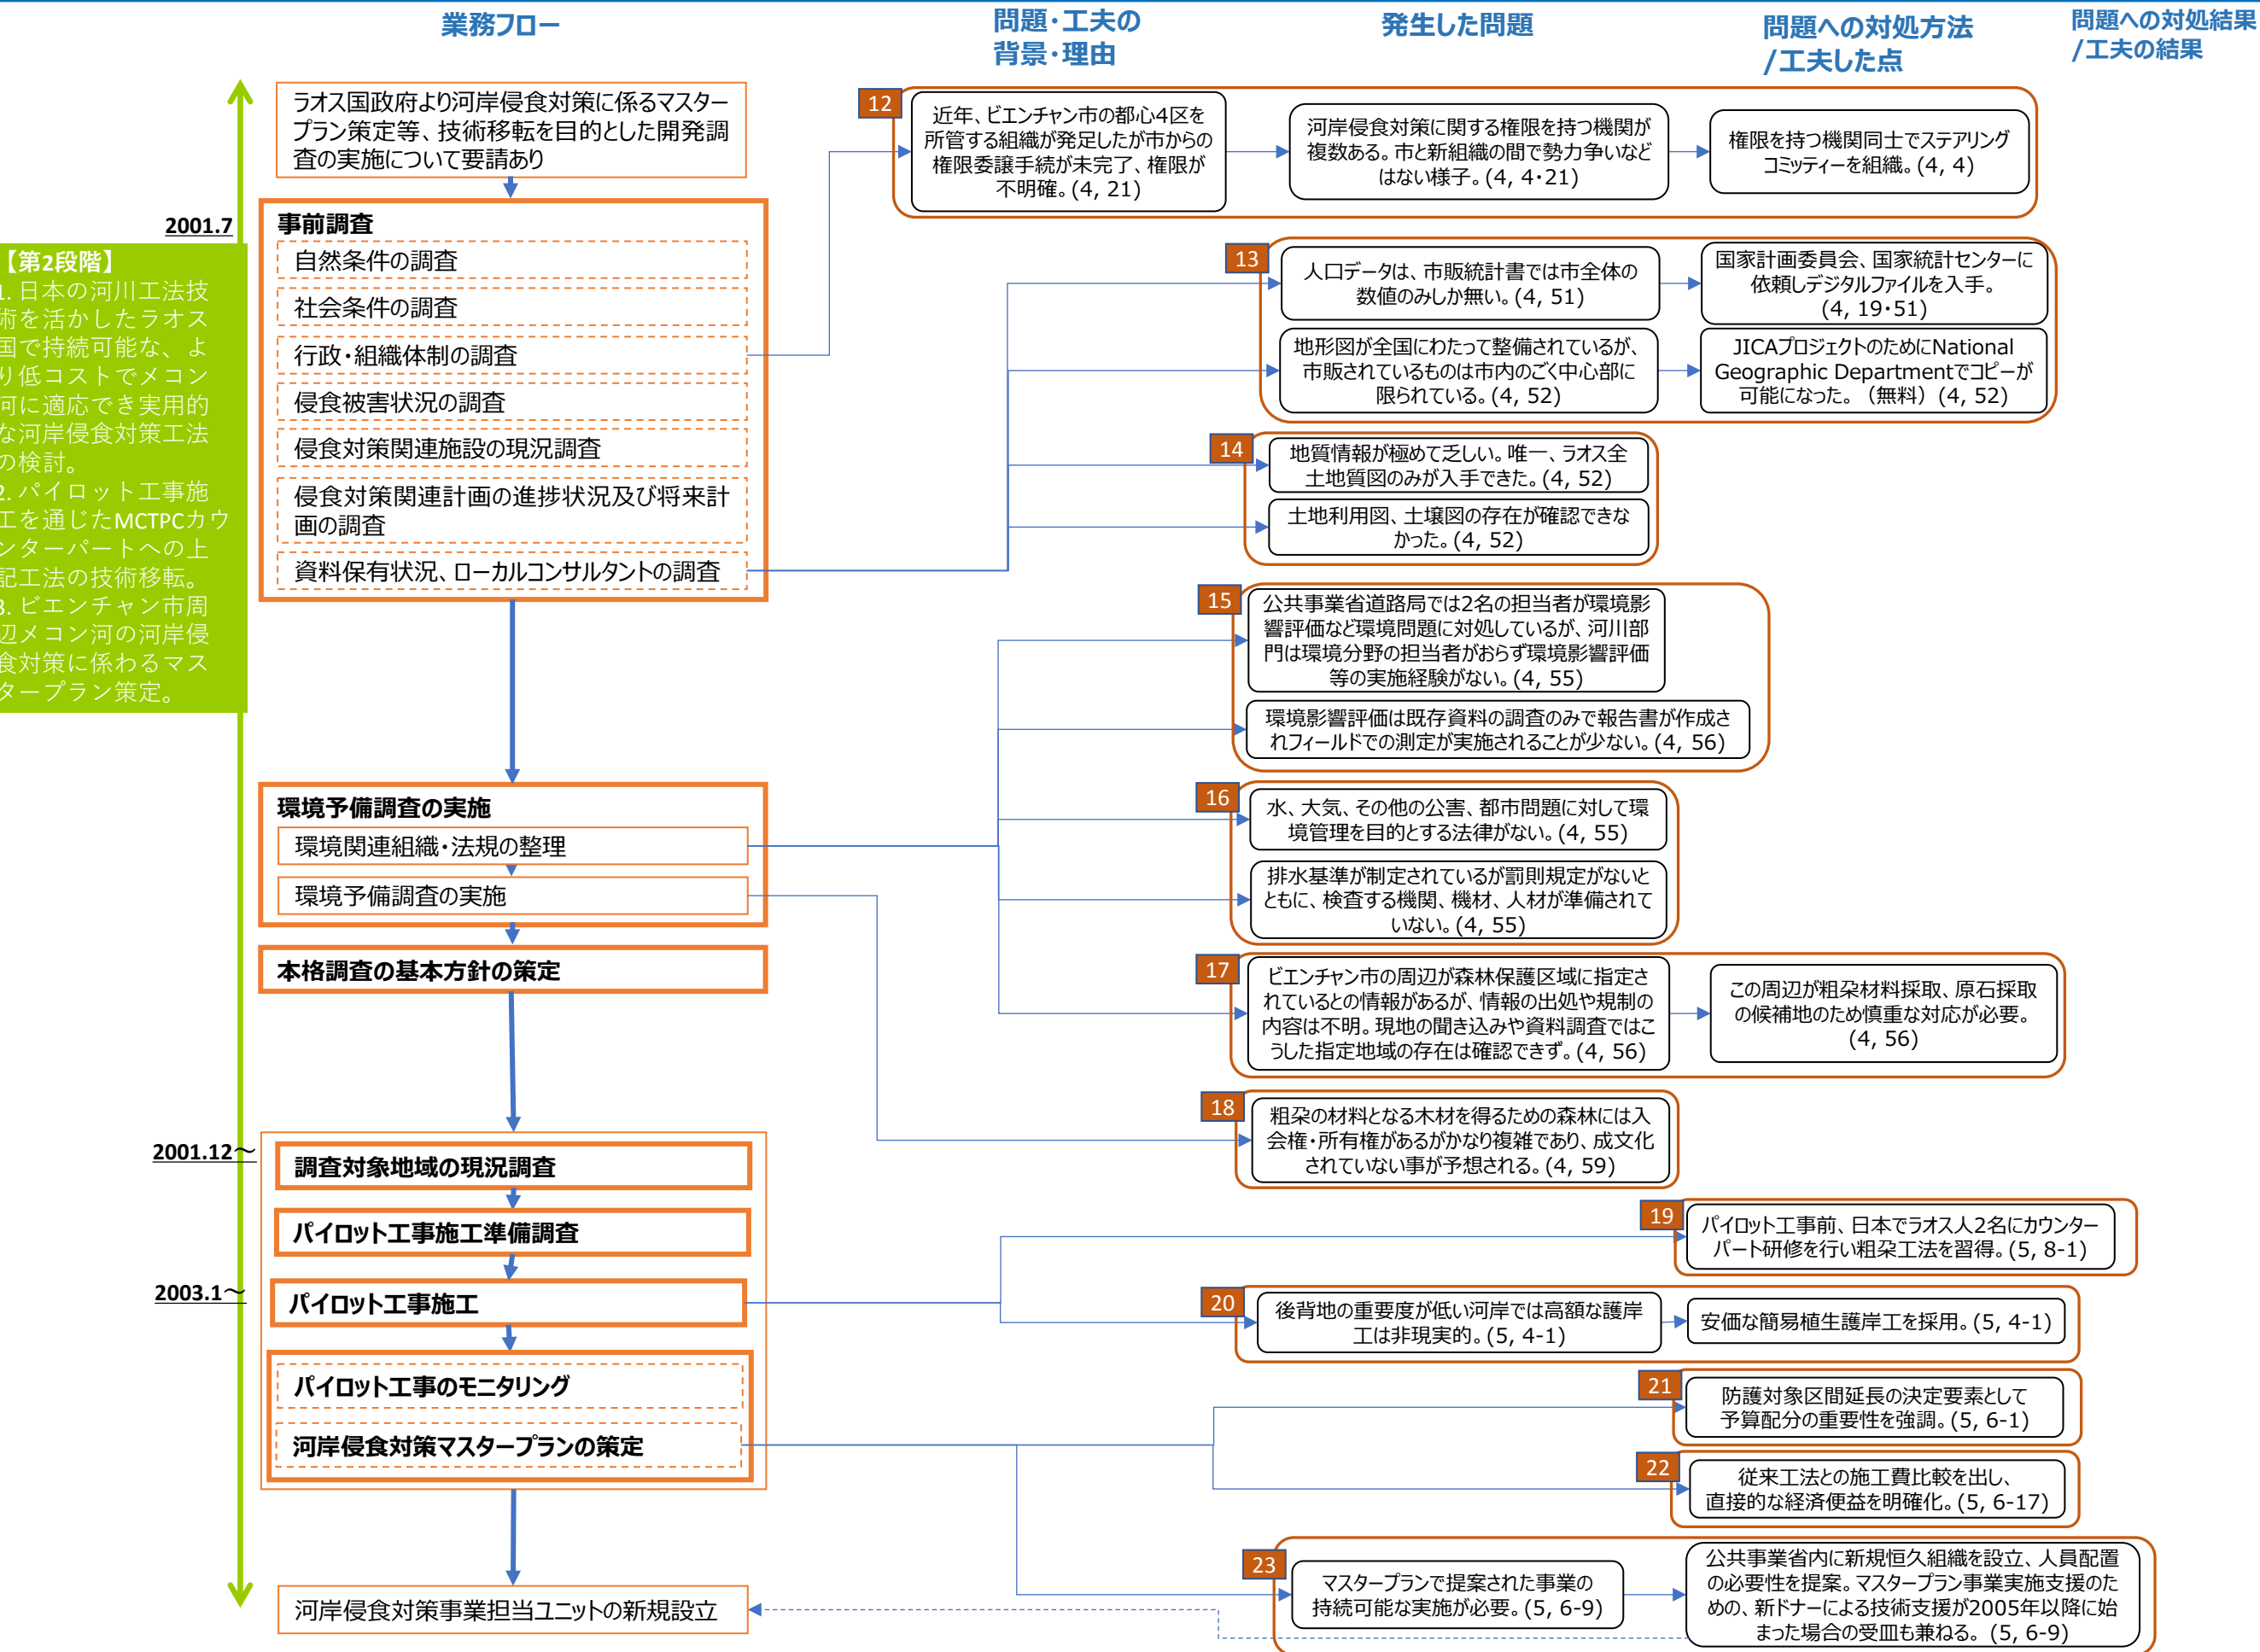 業務フロー
問題・工夫の
背景・理由
発生した問題
問題への対処方法
/工夫した点
問題への対処結果
/工夫の結果
ラオス国政府より河岸侵食対策に係るマスター
プラン策定等、技術移転を目的とした開発調
査の実施について要請あり
2001.7
【第2段階】
1. 日本の河川工法技
術を活かしたラオス
国で持続可能な、よ
り低コストでメコン
河に適応でき実用的
な河岸侵食対策工法
の検討。
2. パイロット工事施
工を通じたMCTPCカウ
ンターパートへの上
記工法の技術移転。
3. ビエンチャン市周
辺メコン河の河岸侵
食対策に係わるマス
タープラン策定。
事前調査
自然条件の調査
社会条件の調査
行政・組織体制の調査
侵食被害状況の調査
侵食対策関連施設の現況調査
侵食対策関連計画の進捗状況及び将来計
画の調査
資料保有状況、ローカルコンサルタントの調査
環境予備調査の実施
環境関連組織・法規の整理
環境予備調査の実施
本格調査の基本方針の策定
2001.12～
調査対象地域の現況調査
パイロット工事施工準備調査
2003.1～
パイロット工事施工
パイロット工事のモニタリング
河岸侵食対策マスタープランの策定
河岸侵食対策事業担当ユニットの新規設立
12
近年、ビエンチャン市の都心4区を
所管する組織が発足したが市からの
権限委譲手続が未完了、権限が
不明確。(4, 21)
河岸侵食対策に関する権限を持つ機関が
複数ある。市と新組織の間で勢力争いなど
はない様子。(4, 4・21)
権限を持つ機関同士でステアリング
コミッティーを組織。(4, 4)
13
人口データは、市販統計書では市全体の
数値のみしか無い。(4, 51)
国家計画委員会、国家統計センターに
依頼しデジタルファイルを入手。
(4, 19・51)
地形図が全国にわたって整備されているが、
市販されているものは市内のごく中心部に
限られている。(4, 52)
JICAプロジェクトのためにNational
Geographic Departmentでコピーが
可能になった。（無料）(4, 52)
14
地質情報が極めて乏しい。唯一、ラオス全
土地質図のみが入手できた。(4, 52)
土地利用図、土壌図の存在が確認できな
かった。(4, 52)
15
公共事業省道路局では2名の担当者が環境影
響評価など環境問題に対処しているが、河川部
門は環境分野の担当者がおらず環境影響評価
等の実施経験がない。(4, 55)
環境影響評価は既存資料の調査のみで報告書が作成さ
れフィールドでの測定が実施されることが少ない。(4, 56)
16
水、大気、その他の公害、都市問題に対して環
境管理を目的とする法律がない。(4, 55)
排水基準が制定されているが罰則規定がないと
ともに、検査する機関、機材、人材が準備されて
いない。(4, 55)
17
ビエンチャン市の周辺が森林保護区域に指定さ
れているとの情報があるが、情報の出処や規制の
内容は不明。現地の聞き込みや資料調査ではこ
うした指定地域の存在は確認できず。(4, 56)
この周辺が粗朶材料採取、原石採取
の候補地のため慎重な対応が必要。
(4, 56)
18
粗朶の材料となる木材を得るための森林には入
会権・所有権があるがかなり複雑であり、成文化
されていない事が予想される。(4, 59)
19
パイロット工事前、日本でラオス人2名にカウンター
パート研修を行い粗朶工法を習得。(5, 8-1)
20
後背地の重要度が低い河岸では高額な護岸
工は非現実的。(5, 4-1)
安価な簡易植生護岸工を採用。(5, 4-1)
21
防護対象区間延長の決定要素として
予算配分の重要性を強調。(5, 6-1)
22
従来工法との施工費比較を出し、
直接的な経済便益を明確化。(5, 6-17)
23
マスタープランで提案された事業の
持続可能な実施が必要。(5, 6-9)
公共事業省内に新規恒久組織を設立、人員配置
の必要性を提案。マスタープラン事業実施支援のた
めの、新ドナーによる技術支援が2005年以降に始
まった場合の受皿も兼ねる。 (5, 6-9)